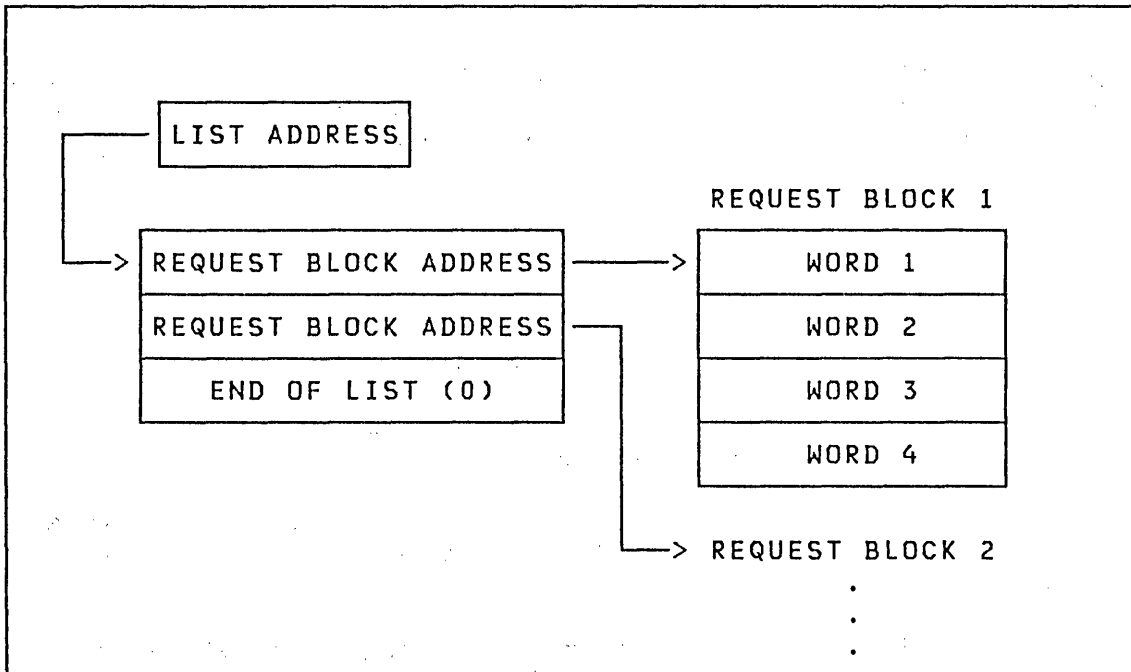 LIST ADDRESS
REQUEST BLOCK ADDRESS
REQUEST BLOCK ADDRESS
END OF LIST (0)
REQUEST BLOCK 1
WORD 1
WORD 2
WORD 3
WORD 4
REQUEST BLOCK 2